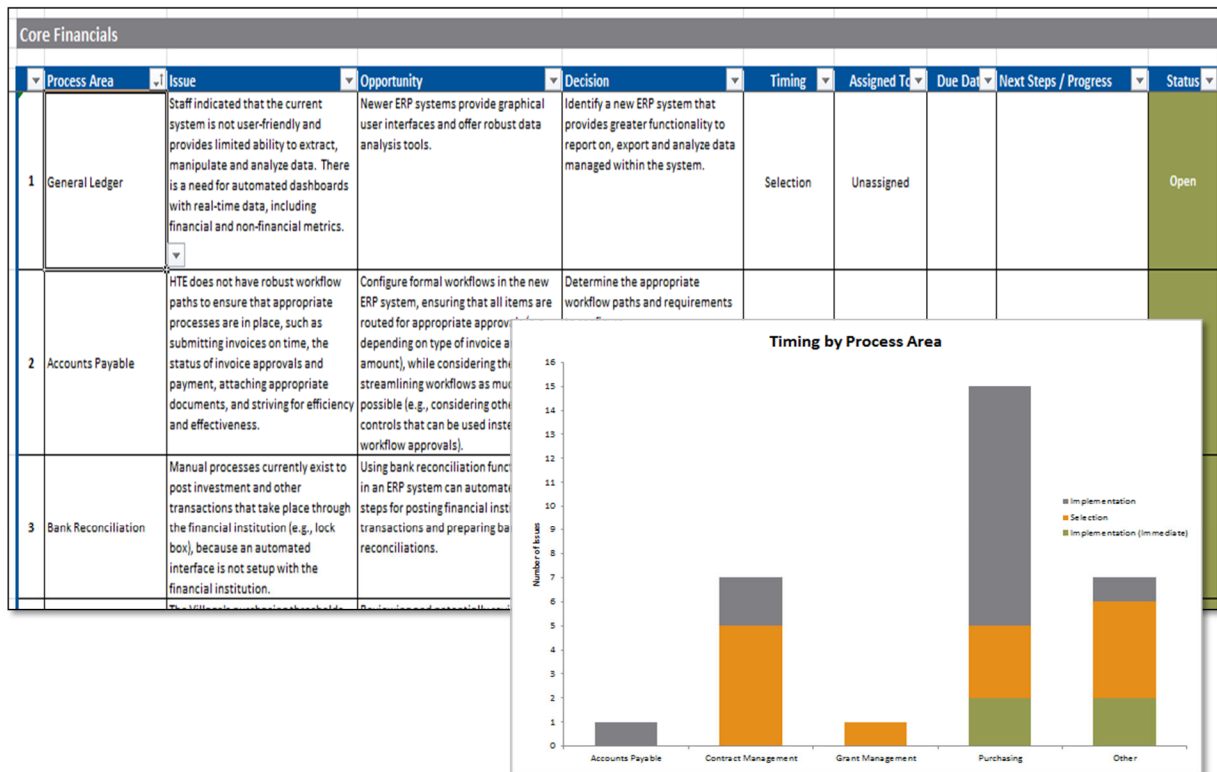 Core Financials
Process Area Issue Opportunity Decision Timing Assigned To Due Dat Next Steps / Progress Status
1
General Ledger
Staff indicated that the current
system is not user-friendly and
provides limited ability to extract,
manipulate and analyze data. There
is a need for automated dashboards
with real-time data, including
financial and non-financial metrics.
Newer ERP systems provide graphical
user interfaces and offer robust data
analysis tools.
Identify a new ERP system that
provides greater functionality to
report on, export and analyze data
managed within the system.
Selection
Unassigned
Open
2
Accounts Payable
HTE does not have robust workflow
paths to ensure that appropriate
processes are in place, such as
submitting invoices on time, the
status of invoice approvals and
payment, attaching appropriate
documents, and striving for efficiency
and effectiveness.
Configure formal workflows in the new
ERP system, ensuring that all items are
routed for appropriate
depending on type of invoice
amount), while considering the
streamlining workflows as
possible (e.g., considering
controls that can be used
workflow approvals).
Determine the appropriate
workflow paths and requirements
3
Bank Reconciliation
Manual processes currently exist to
post investment and other
transactions that take place through
the financial institution (e.g., lock
box), because an automated
interface is not setup with the
financial institution.
Using bank reconciliation
in an ERP system can automate
steps for posting financial
transactions and preparing
reconciliations.
Timing by Process Area
Number of Issues
16
15
14
13
12
11
10
9
8
7
6
5
4
3
2
1
0
Implementation
Selection
Implementation (Immediate)
Accounts Payable Contract Management Grant Management Purchasing Other